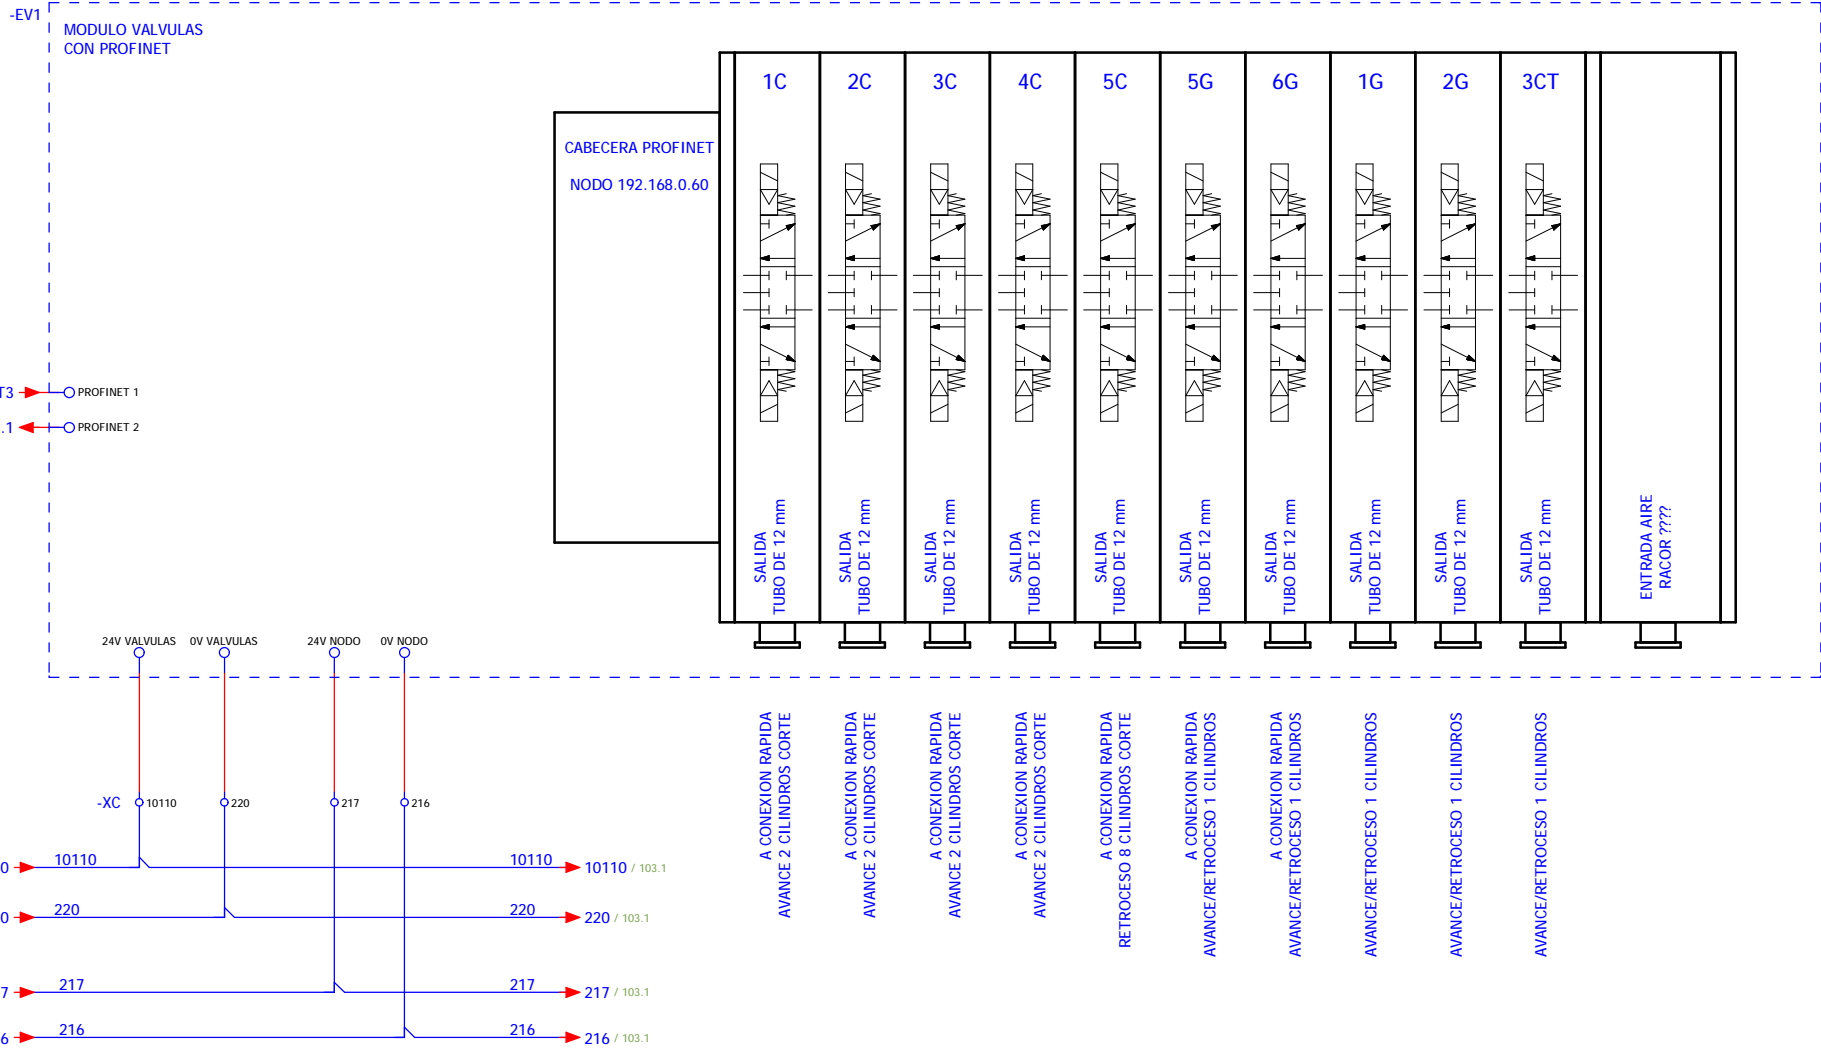 -EV1
MODULO VALVULAS
CON PROFINET
1C
2C
3C
4C
5C
5G
6G
1G
2G
3CT
CABECERA PROFINET
NODO 192.168.0.60
T3
PROFINET 1
.1
PROFINET 2
SALIDA
TUBO DE 12 mm
SALIDA
TUBO DE 12 mm
SALIDA
TUBO DE 12 mm
SALIDA
TUBO DE 12 mm
SALIDA
TUBO DE 12 mm
SALIDA
TUBO DE 12 mm
SALIDA
TUBO DE 12 mm
SALIDA
TUBO DE 12 mm
SALIDA
TUBO DE 12 mm
SALIDA
TUBO DE 12 mm
ENTRADA AIRE
RACOR ????
24V VALVULAS
0V VALVULAS
24V NODO
0V NODO
A CONEXION RAPIDA
AVANCE 2 CILINDROS CORTE
A CONEXION RAPIDA
AVANCE 2 CILINDROS CORTE
A CONEXION RAPIDA
AVANCE 2 CILINDROS CORTE
A CONEXION RAPIDA
AVANCE 2 CILINDROS CORTE
A CONEXION RAPIDA
RETROCESO 8 CILINDROS CORTE
A CONEXION RAPIDA
AVANCE/RETROCESO 1 CILINDROS
A CONEXION RAPIDA
AVANCE/RETROCESO 1 CILINDROS
AVANCE/RETROCESO 1 CILINDROS
AVANCE/RETROCESO 1 CILINDROS
AVANCE/RETROCESO 1 CILINDROS
-XC
10110
220
217
216
0
10110
10110
10110 / 103.1
0
220
220
220 / 103.1
7
217
217
217 / 103.1
6
216
216
216 / 103.1